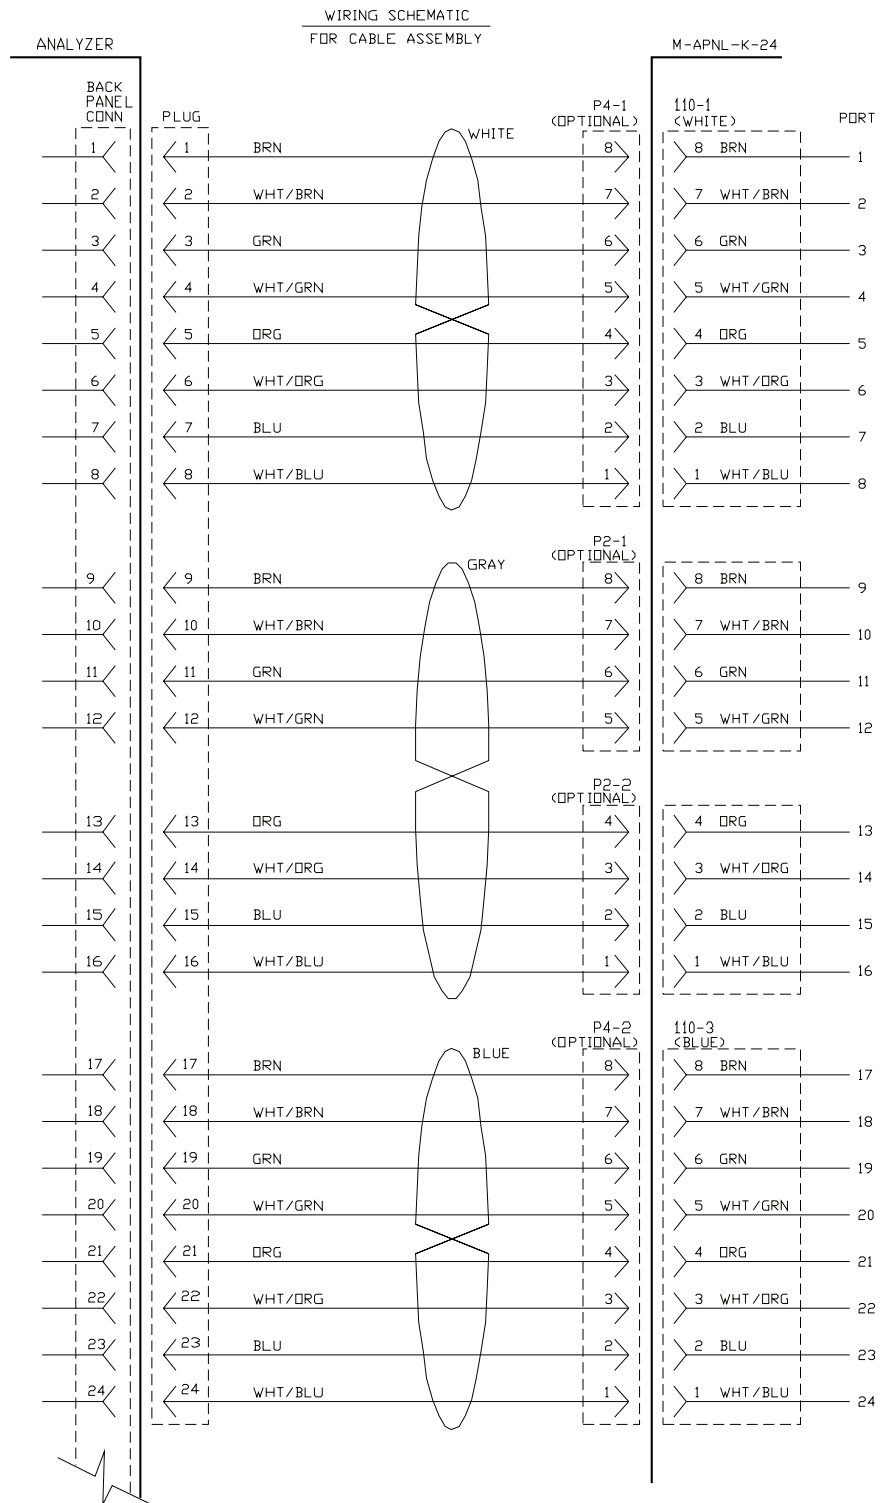 WIRING SCHEMATIC
FOR CABLE ASSEMBLY
ANALYZER
M-APNL-K-24
BACK
PANEL
CONN
PLUG
P4-1
(OPTIONAL)
110-1
(WHITE)
PORT
WHITE
1 1 BRN 8 8 BRN 1
2 2 WHT/BRN 7 7 WHT/BRN 2
3 3 GRN 6 6 GRN 3
4 4 WHT/GRN 5 5 WHT/GRN 4
5 5 ORG 4 4 ORG 5
6 6 WHT/ORG 3 3 WHT/ORG 6
7 7 BLU 2 2 BLU 7
8 8 WHT/BLU 1 1 WHT/BLU 8
P2-1
(OPTIONAL)
GRAY
9 9 BRN 8 8 BRN 9
10 10 WHT/BRN 7 7 WHT/BRN 10
11 11 GRN 6 6 GRN 11
12 12 WHT/GRN 5 5 WHT/GRN 12
P2-2
(OPTIONAL)
13 13 ORG 4 4 ORG 13
14 14 WHT/ORG 3 3 WHT/ORG 14
15 15 BLU 2 2 BLU 15
16 16 WHT/BLU 1 1 WHT/BLU 16
P4-2
(OPTIONAL)
110-3
(BLUE)
BLUE
17 17 BRN 8 8 BRN 17
18 18 WHT/BRN 7 7 WHT/BRN 18
19 19 GRN 6 6 GRN 19
20 20 WHT/GRN 5 5 WHT/GRN 20
21 21 ORG 4 4 ORG 21
22 22 WHT/ORG 3 3 WHT/ORG 22
23 23 BLU 2 2 BLU 23
24 24 WHT/BLU 1 1 WHT/BLU 24